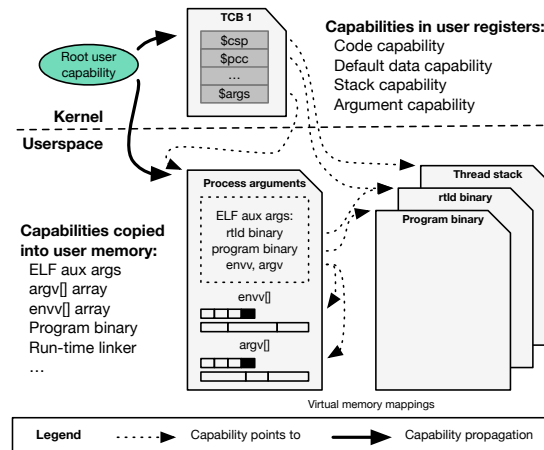 TCB 1
$csp
$pcc
...
$args
Root user
capability
Capabilities in user registers:
Code capability
Default data capability
Stack capability
Argument capability
Kernel
Userspace
Process arguments
ELF aux args:
rtld binary
program binary
envv, argv
envv[]
argv[]
Thread stack
rtld binary
Program binary
Capabilities copied
into user memory:
ELF aux args
argv[] array
envv[] array
Program binary
Run-time linker
...
Virtual memory mappings
Legend
Capability points to
Capability propagation